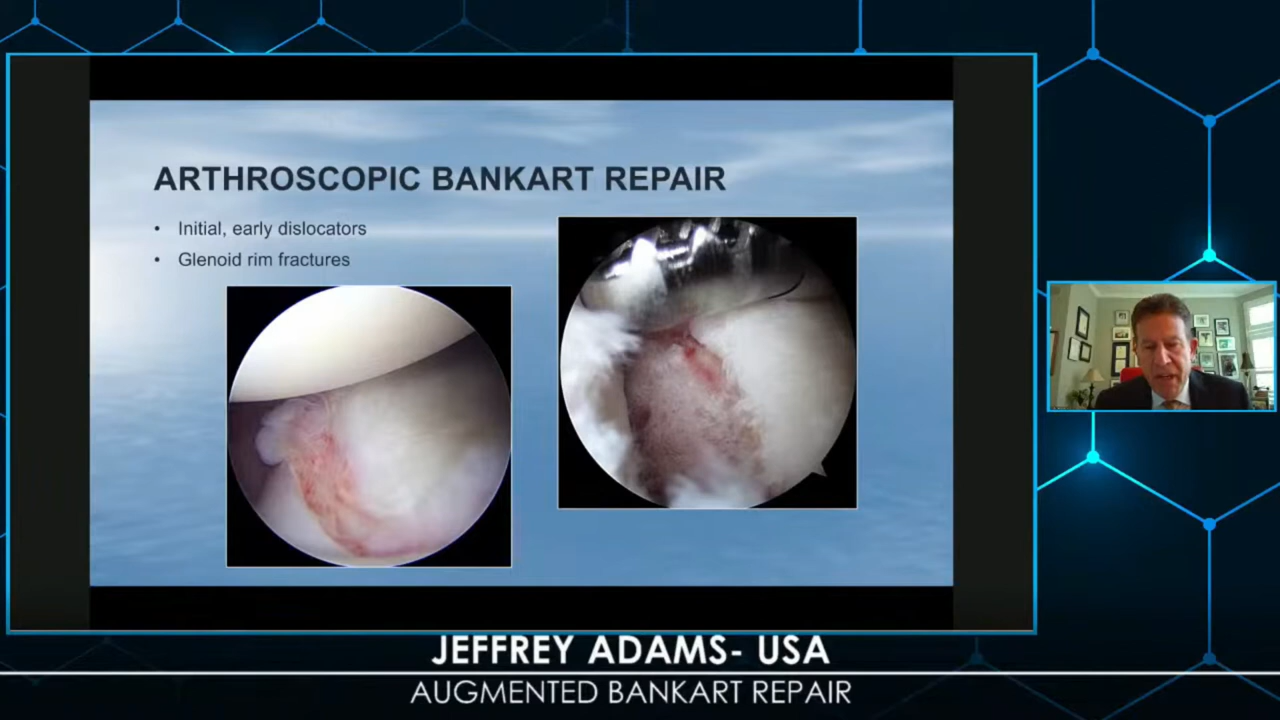 ARTHROSCOPIC BANKART REPAIR
• Initial, early dislocators
• Glenoid rim fractures
JEFFREY ADAMS- USA
AUGMENTED BANKART REPAIR